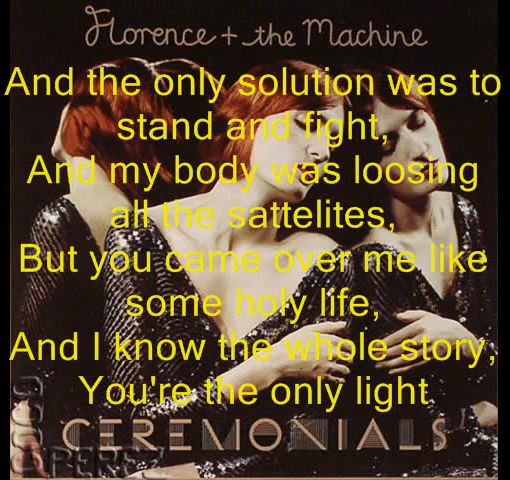 Florence + the Machine
And the only solution was to
stand and fight,
And my body was loosing
all the sattelites,
But you came over me like
some holy life,
And I know the whole story,
You're the only light
CEREMONIALS
PEREZ